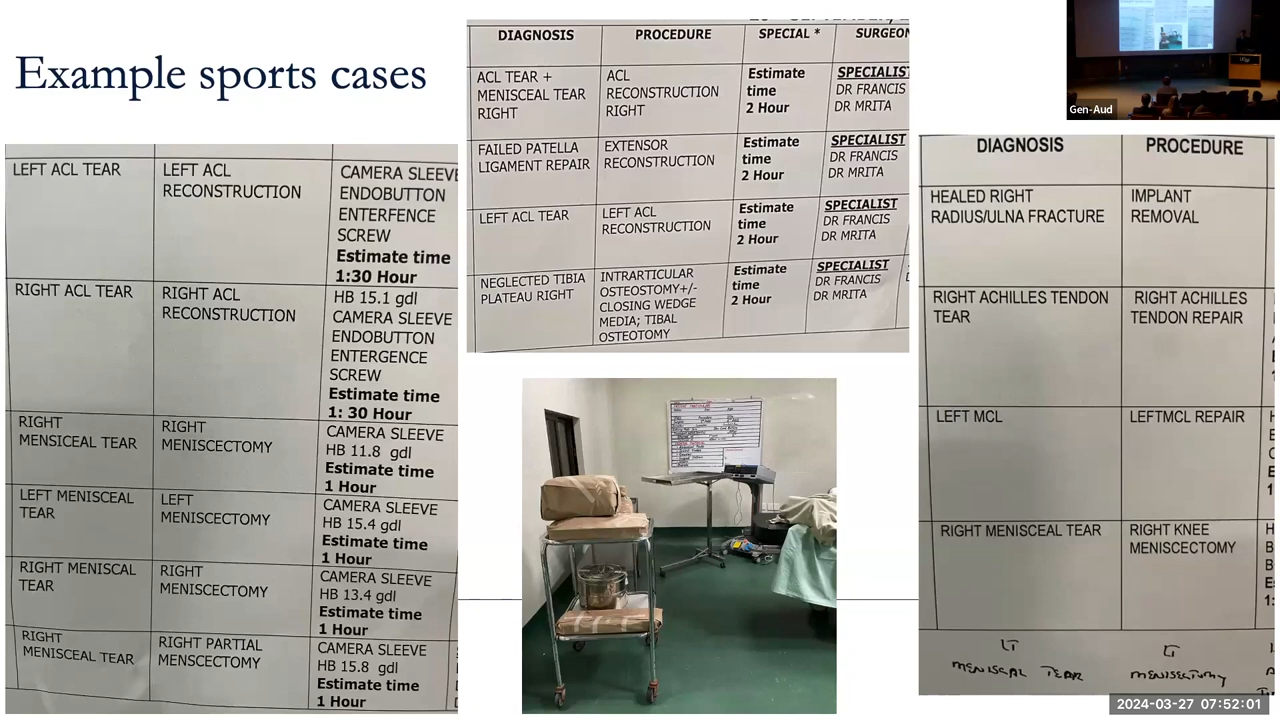 Example sports cases
LEFT ACL TEAR
LEFT ACL
RECONSTRUCTION
CAMERA SLEEVE
ENDOBUTTON
ENTERFENCE
SCREW
Estimate time
1:30 Hour
RIGHT ACL TEAR
RIGHT ACL
RECONSTRUCTION
HB 15.1 gdl
CAMERA SLEEVE
ENDOBUTTON
ENTERGENCE
SCREW
Estimate time
1: 30 Hour
RIGHT
MENSICEAL TEAR
RIGHT
MENISCECTOMY
CAMERA SLEEVE
HB 11.8 gdl
Estimate time
1 Hour
LEFT MENISCEAL
TEAR
LEFT
MENISCECTOMY
CAMERA SLEEVE
HB 15.4 gdl
Estimate time
1 Hour
RIGHT MENISCAL
TEAR
RIGHT
MENISCECTOMY
CAMERA SLEEVE
HB 13.4 gdl
Estimate time
1 Hour
RIGHT
MENISCEAL TEAR
RIGHT PARTIAL
MENSCECTOMY
CAMERA SLEEVE
HB 15.8 gdl
Estimate time
1 Hour
DIAGNOSIS
PROCEDURE
SPECIAL *
SURGEON
ACL TEAR +
MENISCEAL TEAR
RIGHT
ACL
RECONSTRUCTION
RIGHT
Estimate
time
2 Hour
SPECIALIST
DR FRANCIS
DR MRITA
FAILED PATELLA
LIGAMENT REPAIR
EXTENSOR
RECONSTRUCTION
Estimate
time
2 Hour
SPECIALIST
DR FRANCIS
DR MRITA
LEFT ACL TEAR
LEFT ACL
RECONSTRUCTION
Estimate
time
2 Hour
SPECIALIST
DR FRANCIS
DR MRITA
NEGLECTED TIBIA
PLATEAU RIGHT
INTRARTICULAR
OSTEOSTOMY+/-
CLOSING WEDGE
MEDIA; TIBAL
OSTEOTOMY
Estimate
time
2 Hour
SPECIALIST
DR FRANCIS
DR MRITA
Gen-Aud
DIAGNOSIS
PROCEDURE
HEALED RIGHT
RADIUS/ULNA FRACTURE
IMPLANT
REMOVAL
RIGHT ACHILLES TENDON
TEAR
RIGHT ACHILLES
TENDON REPAIR
LEFT MCL
LEFTMCL REPAIR
RIGHT MENISCEAL TEAR
RIGHT KNEE
MENISCECTOMY
LT
MENISCAL TEAR
LT
MENISECTOMY
2024-03-27 07:52:01